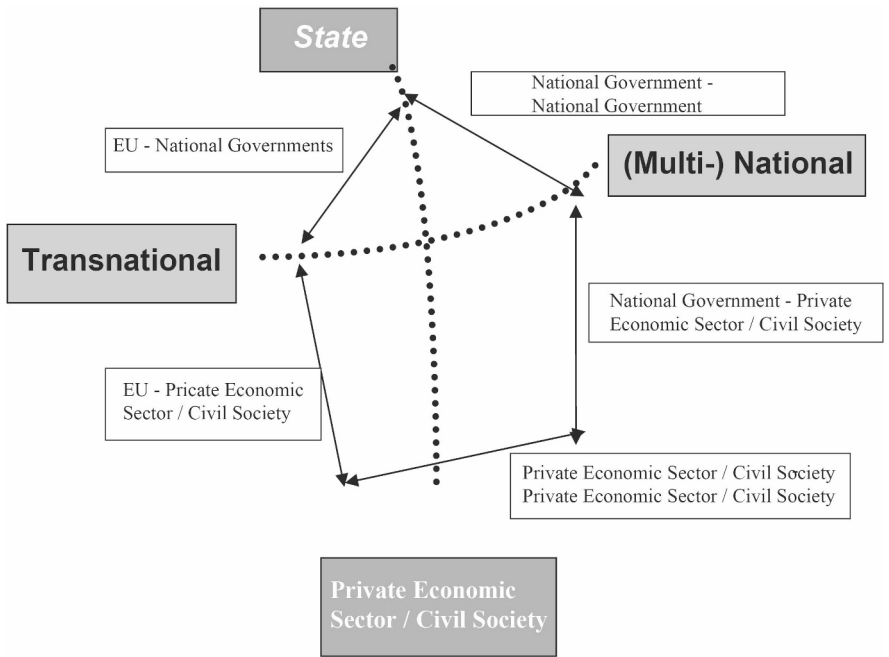 State
National Government -
National Government
EU - National Governments
(Multi-) National
Transnational
National Government - Private
Economic Sector / Civil Society
EU - Pricate Economic
Sector / Civil Society
Private Economic Sector / Civil Society-
Private Economic Sector / Civil Society
Private Economic
Sector / Civil Society